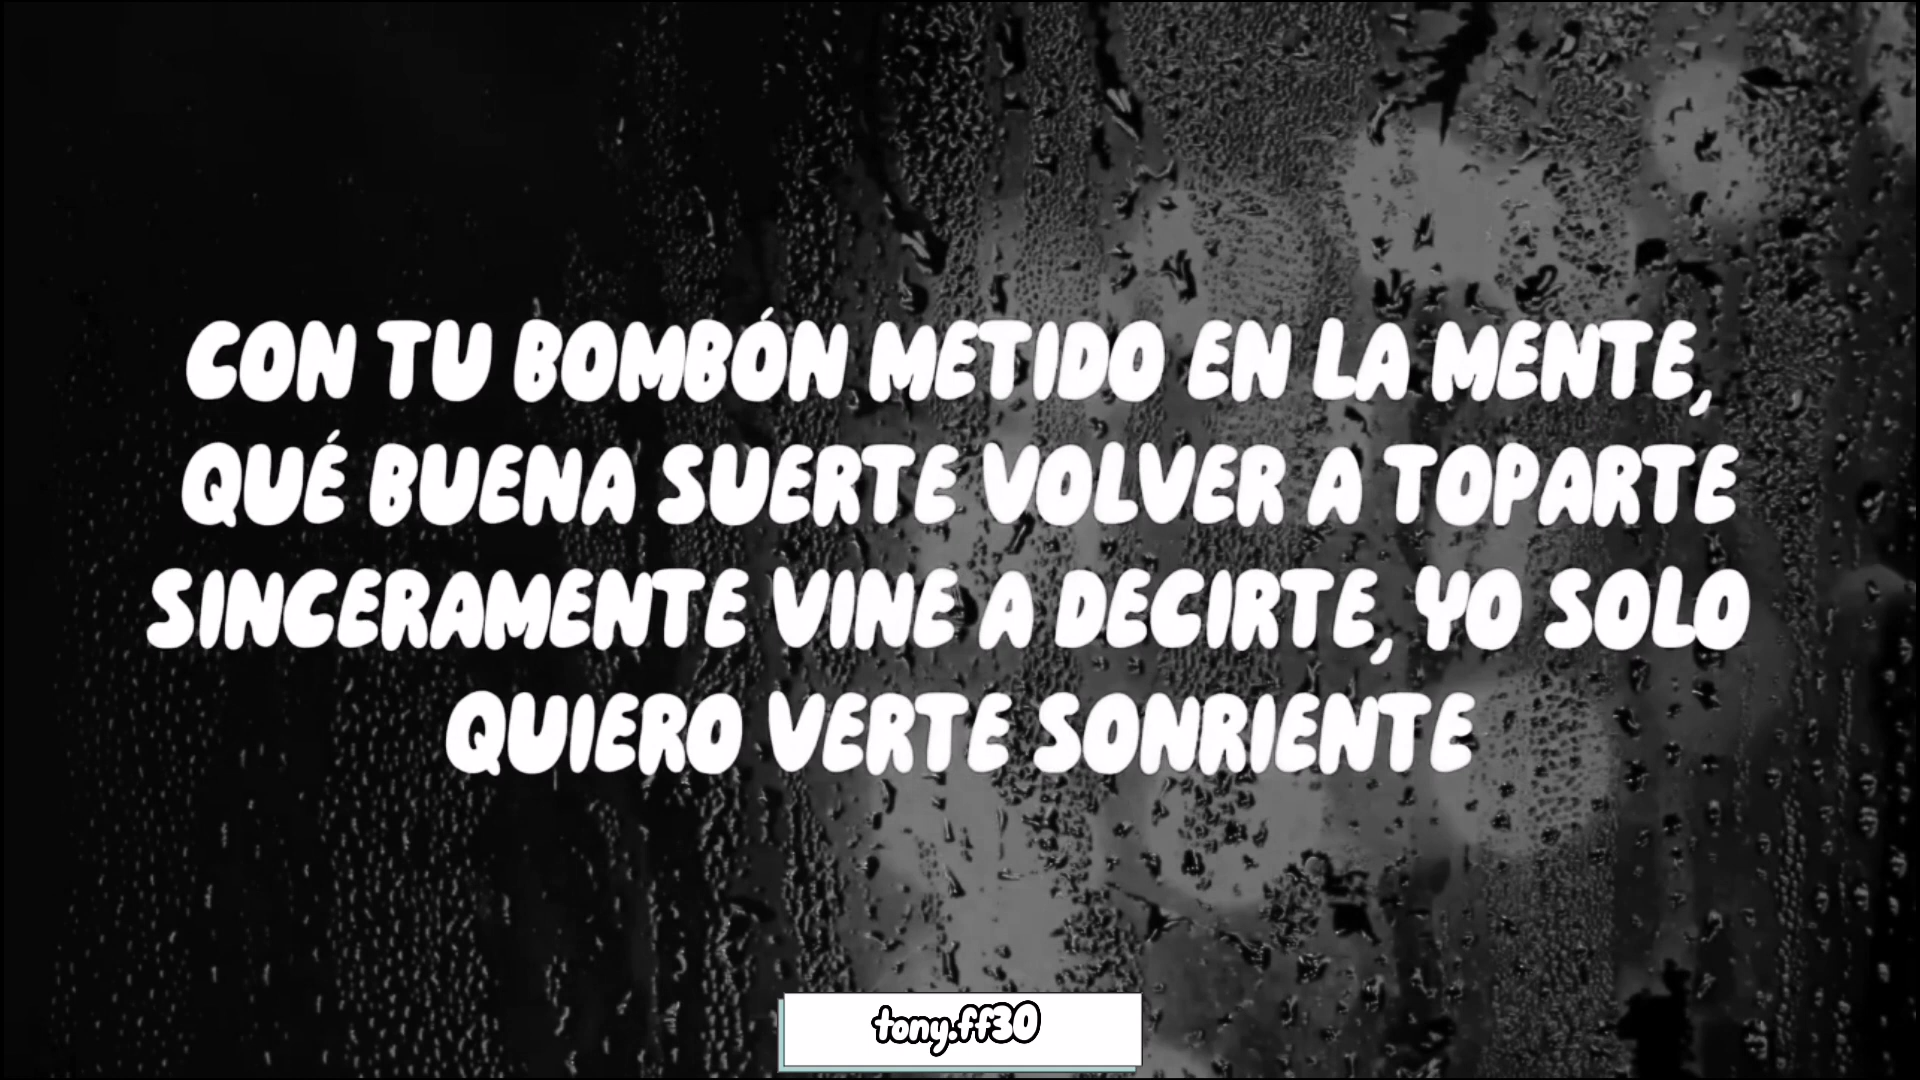 CON TU BOMBÓN METIDO EN LA MENTE,
QUÉ BUENA SUERTE VOLVER A TOPARTE
SINCERAMENTE VINE A DECIRTE, YO SOLO
QUIERO VERTE SONRIENTE
tony.ff30